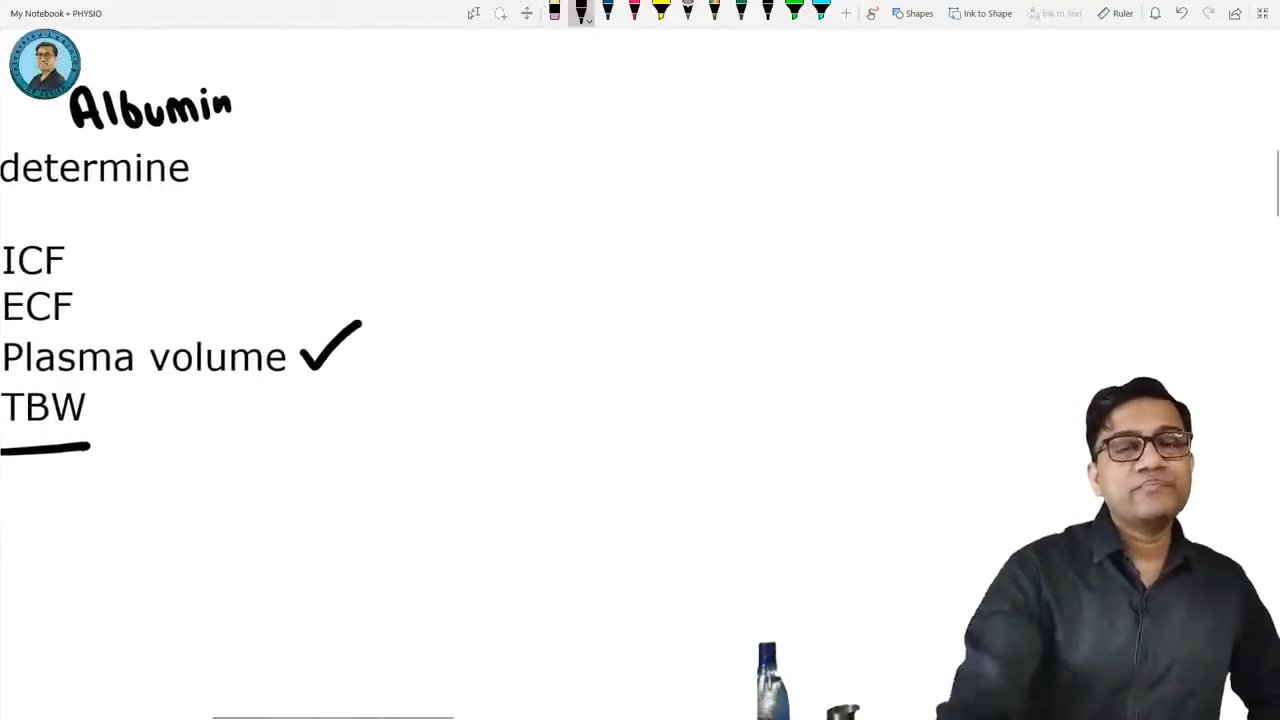 My Notebook » PHYSIO
Shapes
Ink to Shape
Ink to Text
Ruler
Albumin
determine
ICF
ECF
Plasma volume
TBW